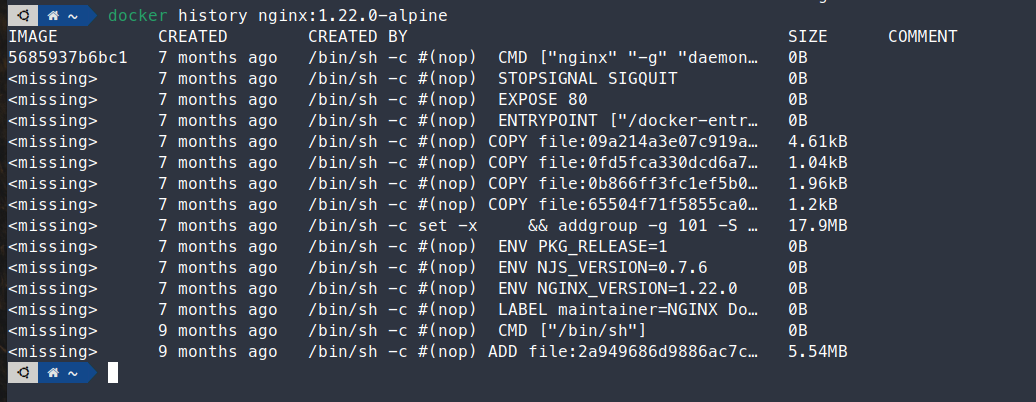 ~ docker history nginx:1.22.0-alpine
IMAGE CREATED CREATED BY SIZE COMMENT
5685937b6bc1 7 months ago /bin/sh -c #(nop) CMD ["nginx" "-g" "daemon… 0B
<missing> 7 months ago /bin/sh -c #(nop) STOPSIGNAL SIGQUIT 0B
<missing> 7 months ago /bin/sh -c #(nop) EXPOSE 80 0B
<missing> 7 months ago /bin/sh -c #(nop) ENTRYPOINT ["/docker-entr… 0B
<missing> 7 months ago /bin/sh -c #(nop) COPY file:09a214a3e07c919a… 4.61kB
<missing> 7 months ago /bin/sh -c #(nop) COPY file:0fd5fca330dcd6a7… 1.04kB
<missing> 7 months ago /bin/sh -c #(nop) COPY file:0b866ff3fc1ef5b0… 1.96kB
<missing> 7 months ago /bin/sh -c #(nop) COPY file:65504f71f5855ca0… 1.2kB
<missing> 7 months ago /bin/sh -c set -x && addgroup -g 101 -S … 17.9MB
<missing> 7 months ago /bin/sh -c #(nop) ENV PKG_RELEASE=1 0B
<missing> 7 months ago /bin/sh -c #(nop) ENV NJS_VERSION=0.7.6 0B
<missing> 7 months ago /bin/sh -c #(nop) ENV NGINX_VERSION=1.22.0 0B
<missing> 7 months ago /bin/sh -c #(nop) LABEL maintainer=NGINX Do… 0B
<missing> 9 months ago /bin/sh -c #(nop) CMD ["/bin/sh"] 0B
<missing> 9 months ago /bin/sh -c #(nop) ADD file:2a949686d9886ac7c… 5.54MB
~